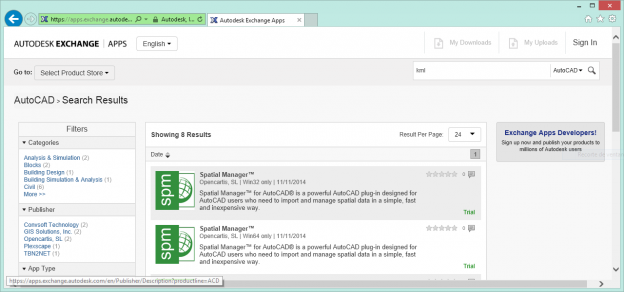 https://apps.exchange.autode...
Autodesk, I...
Autodesk Exchange Apps
AUTODESK EXCHANGE | APPS
English
My Downloads
My Uploads
Sign In
Go to:
Select Product Store
kml
AutoCAD
AutoCAD › Search Results
Filters
Categories
Analysis & Simulation (2)
Blocks (2)
Building Design (1)
Building Simulation & Analysis (1)
Civil (6)
More >>
Publisher
Convsoft Technology (2)
GIS Solutions, Inc. (2)
Opencartis, SL (2)
Plexscape (1)
TBN2NET (1)
App Type
Showing 8 Results
Result Per Page
24
Date
1
spm
Spatial Manager™
Opencartis, SL | Win32 only | 11/11/2014
Spatial Manager™ for AutoCAD® is a powerful AutoCAD plug-in designed for
AutoCAD users who need to import and manage spatial data in a simple, fast
and inexpensive way.
0
Trial
spm
Spatial Manager™
Opencartis, SL | Win64 only | 11/11/2014
Spatial Manager™ for AutoCAD® is a powerful AutoCAD plug-in designed for
AutoCAD users who need to import and manage spatial data in a simple, fast
and inexpensive way.
0
Trial
Exchange Apps Developers!
Sign up now and publish your products to
millions of Autodesk users
https://apps.exchange.autodesk.com/en/Publisher/Description?productline=ACD